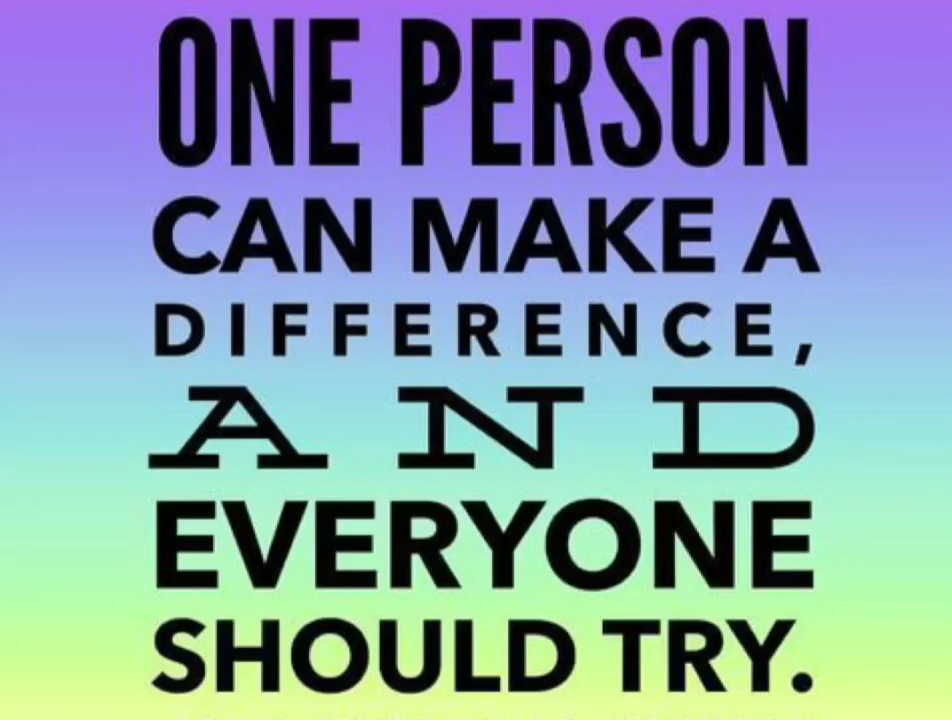 ONE PERSON
CAN MAKE A
DIFFERENCE,
AND
EVERYONE
SHOULD TRY.